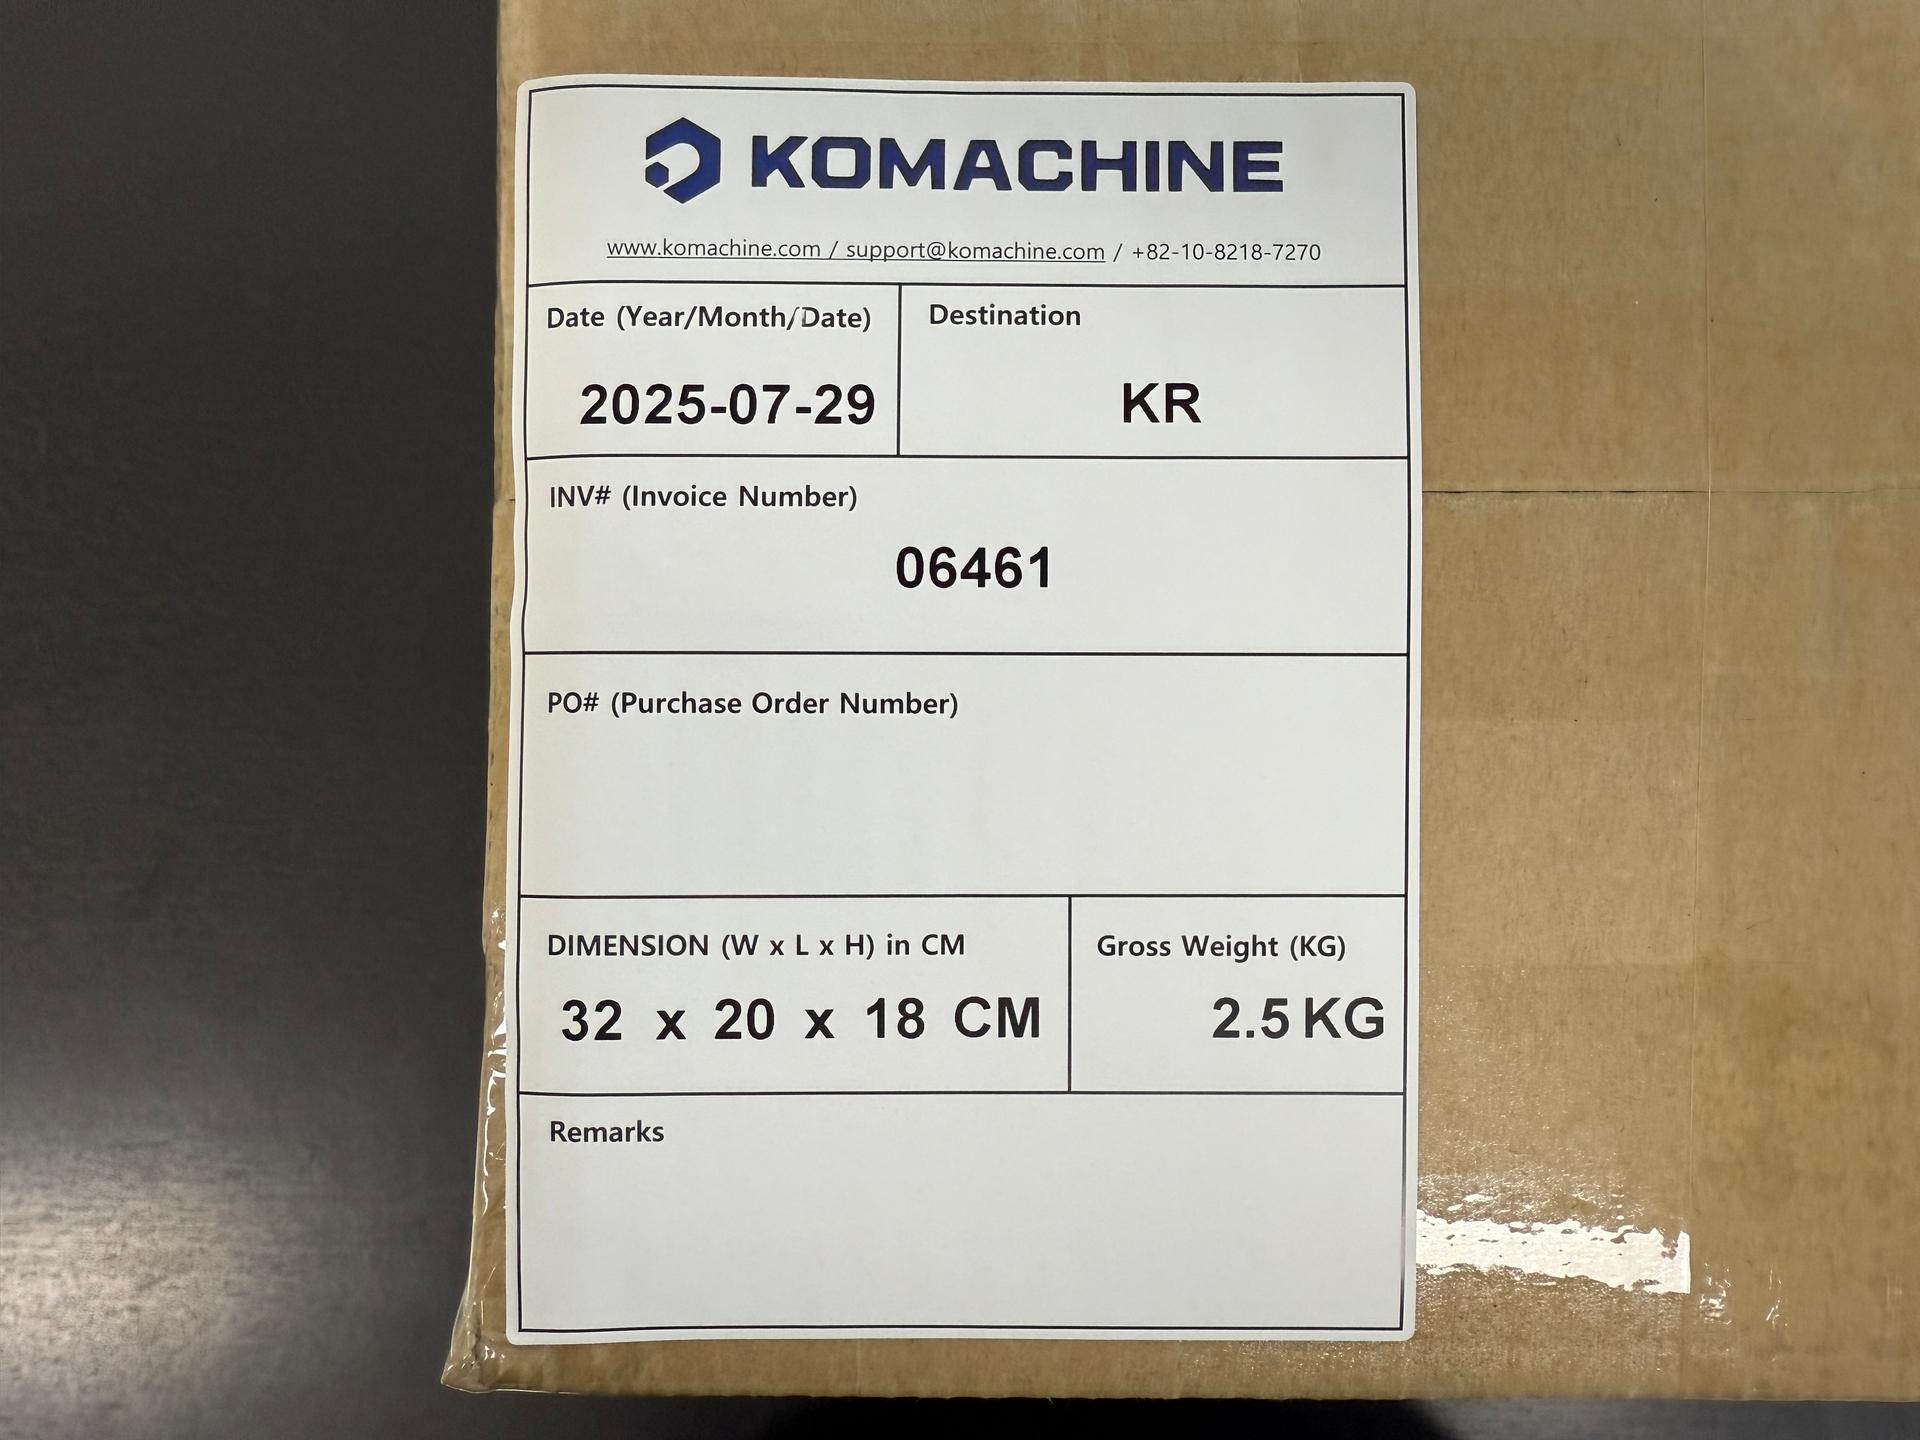 KOMACHINE
www.komachine.com / support@komachine.com / +82-10-8218-7270
Date (Year/Month/Date)
Destination
2025-07-29
KR
INV# (Invoice Number)
06461
PO# (Purchase Order Number)
DIMENSION (W x L x H) in CM
Gross Weight (KG)
32 x 20 x 18 CM
2.5 KG
Remarks